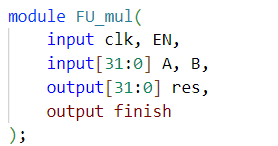 module FU_mul(
    input clk, EN,
    input[31:0] A, B,
    output[31:0] res,
    output finish
);